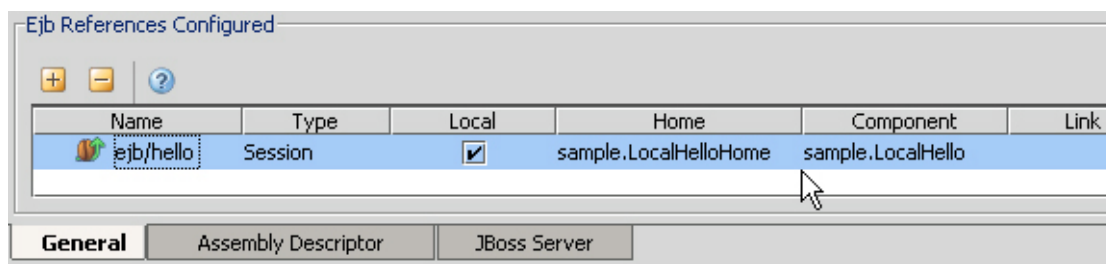 Ejb References Configured
Name Type Local Home Component Link
ejb/hello Session sample.LocalHelloHome sample.LocalHello
General Assembly Descriptor JBoss Server